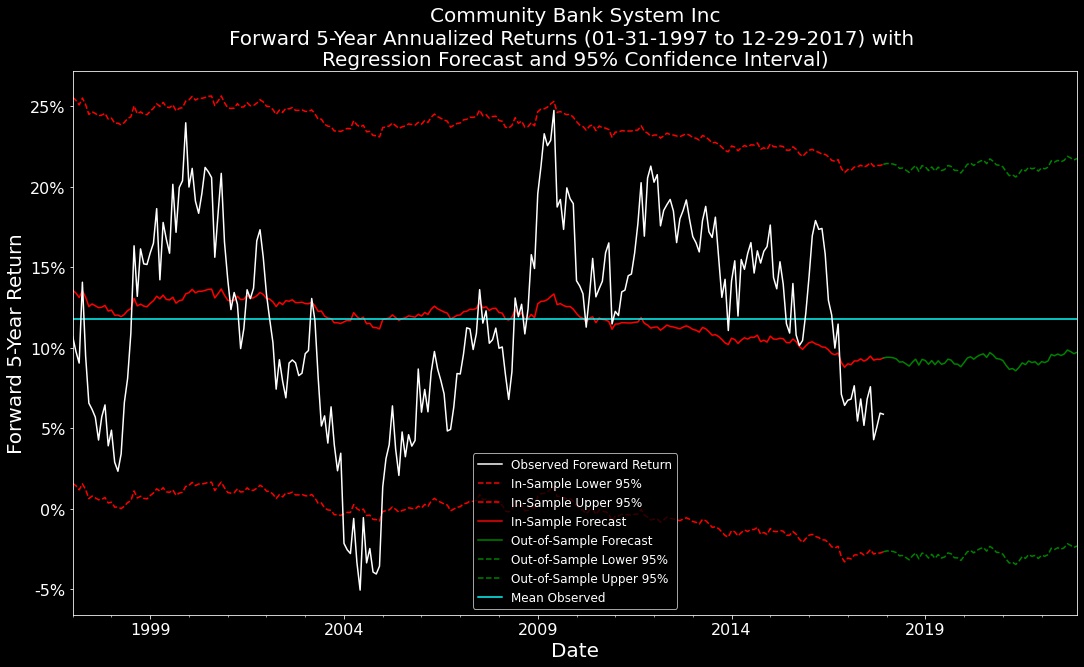 Community Bank System Inc
Forward 5-Year Annualized Returns (01-31-1997 to 12-29-2017) with
Regression Forecast and 95% Confidence Interval)
Forward 5-Year Return
25%
20%
15%
10%
5%
0%
-5%
Observed Foreward Return
In-Sample Lower 95%
In-Sample Upper 95%
In-Sample Forecast
Out-of-Sample Forecast
Out-of-Sample Lower 95%
Out-of-Sample Upper 95%
Mean Observed
1999
2004
2009
2014
2019
Date